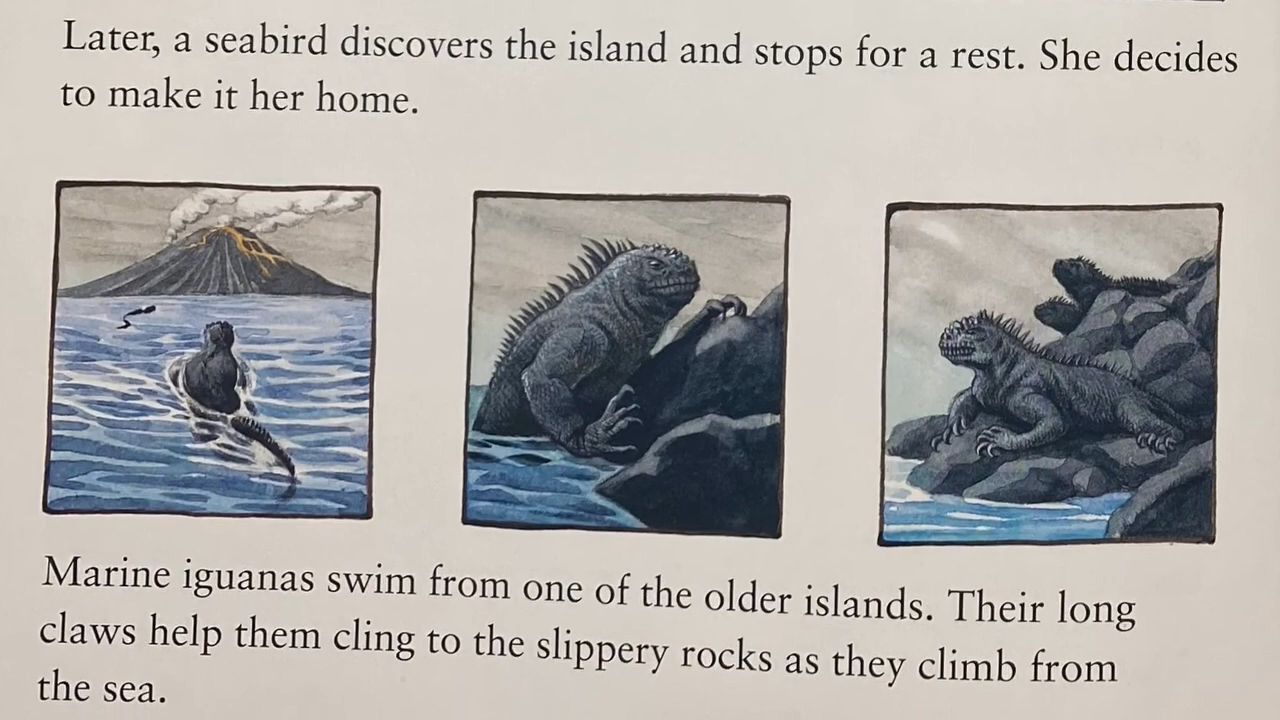 Later, a seabird discovers the island and stops for a rest. She decides
to make it her home.
Marine iguanas swim from one of the older islands. Their long
claws help them cling to the slippery rocks as they climb from
the sea.